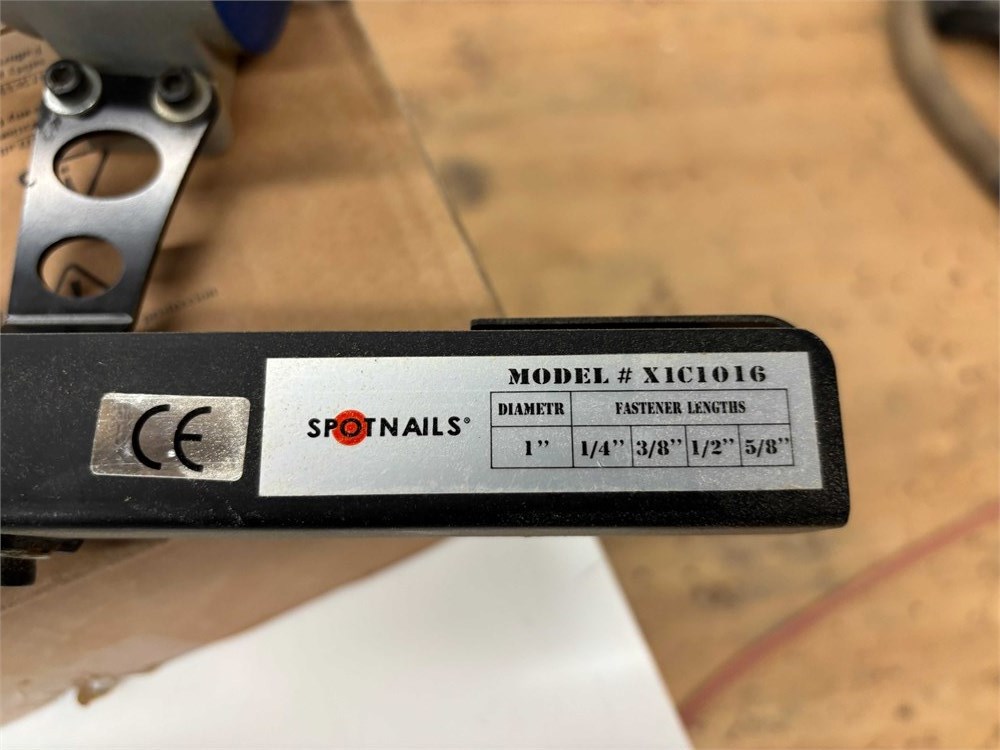 MODEL # X1C1016
SPOTNAILS®
DIAMETR FASTENER LENGTHS
1" 1/4" 3/8" 1/2" 5/8"
CE